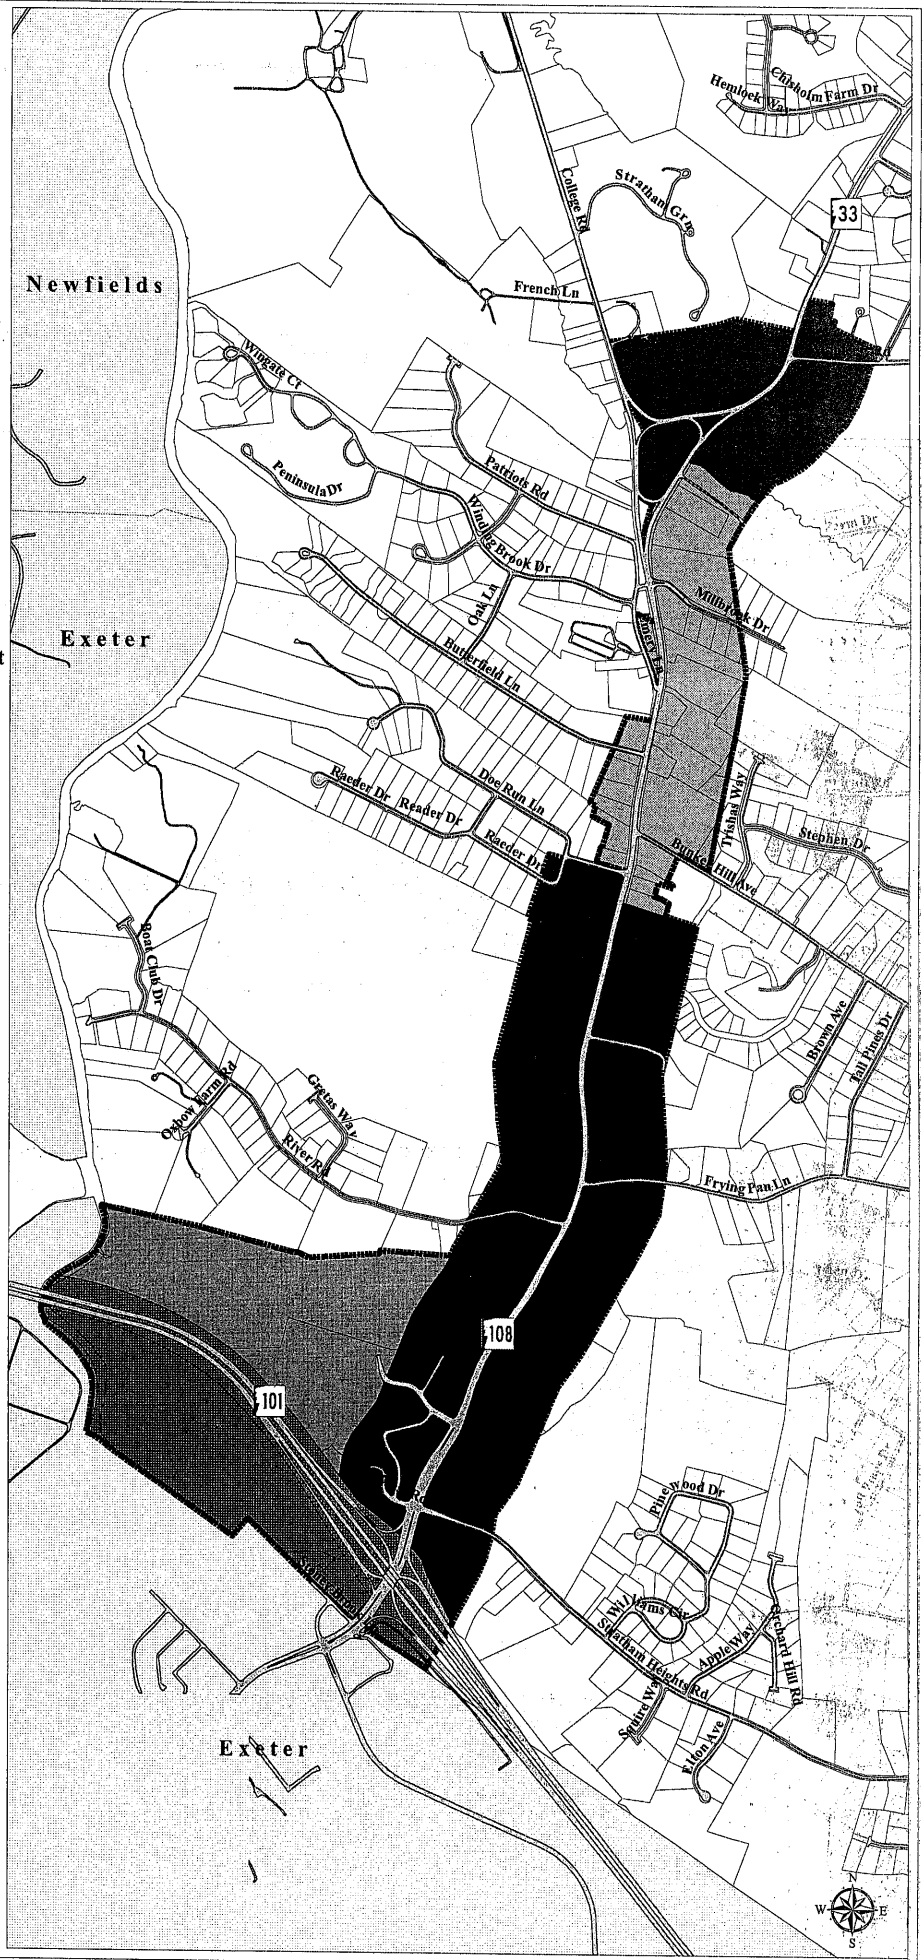 Hemlock Way
Chisholm Farm Dr
College Rd
Stratham Grn
33
Newfields
French Ln
Rd
Wingate Ct
Patriots Rd
Peninsula Dr
Winding Brook Dr
Oak Ln
Millbrook Dr
Exeter
t
Butterfield Ln
Doe Run Ln
Raeder Dr
Reader Dr
Raeder Dr
Trishas Way
Stephen Dr
Bunker Hill Ave
Boat Club Dr
Brown Ave
Tall Pines Dr
Oxbow Farm Rd
Gretas Way
River Rd
Frying Pan Ln
108
101
Pinewood Dr
Williams Cir
Stratham Heights Rd
Apple Way
Orchard Hill Rd
Squire Way
Elton Ave
Exeter
N
W
E
S